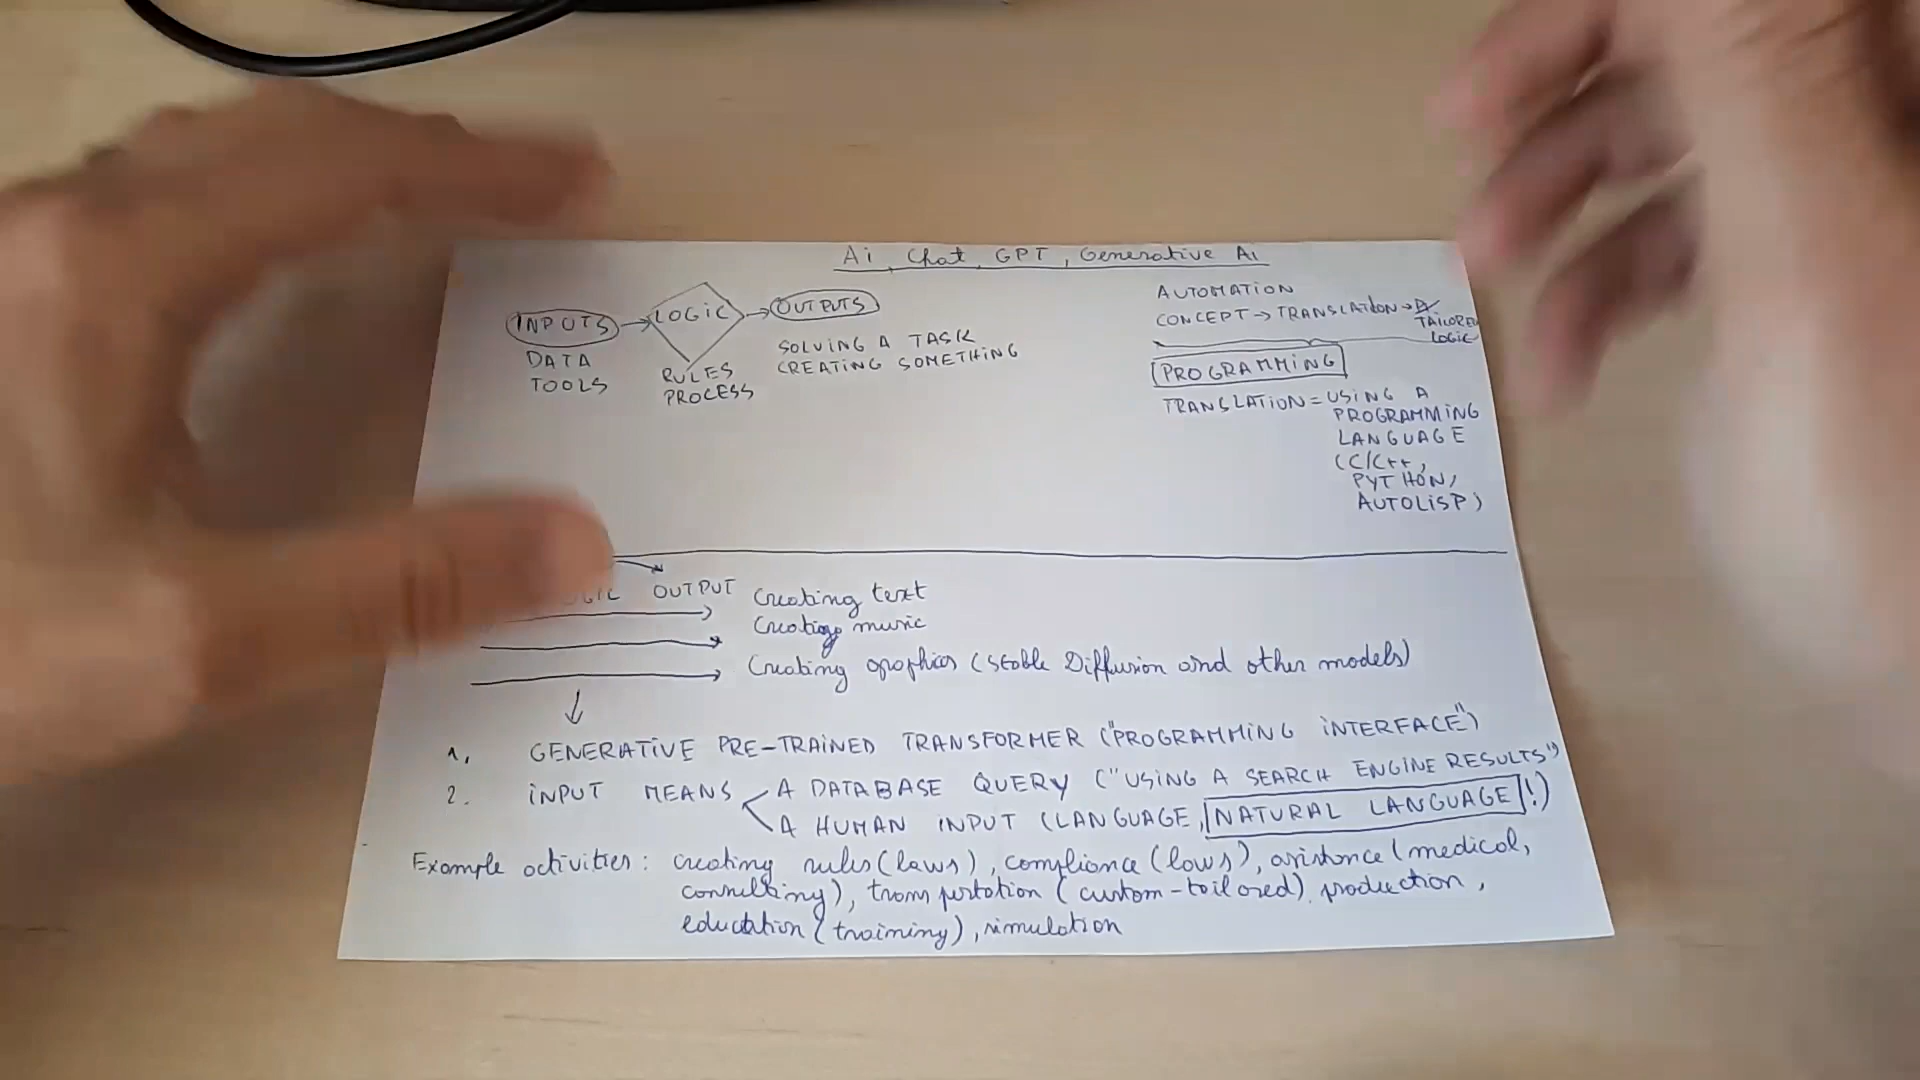 Ai, Chat GPT, Generative Ai
INPUTS
DATA
TOOLS
LOGIC
RULES
PROCESS
OUTPUTS
SOLVING A TASK
CREATING SOMETHING
AUTOMATION
CONCEPT → TRANSLATION →
TAILORED
LOGIC
PROGRAMMING
TRANSLATION = USING A
PROGRAMMING
LANGUAGE
(C/C++,
PYTHON,
AUTOLISP)
OUTPUT
Creating text
Creating music
Creating graphics (Stable Diffusion and other models)
1. GENERATIVE PRE-TRAINED TRANSFORMER ("PROGRAMMING INTERFACE")
2. INPUT MEANS A DATABASE QUERY ("USING A SEARCH ENGINE RESULTS")
A HUMAN INPUT (LANGUAGE, NATURAL LANGUAGE!)
Example activities: creating rules (laws), compliance (laws), assistance (medical,
consulting), transportation (custom-tailored), production,
education (training), simulation